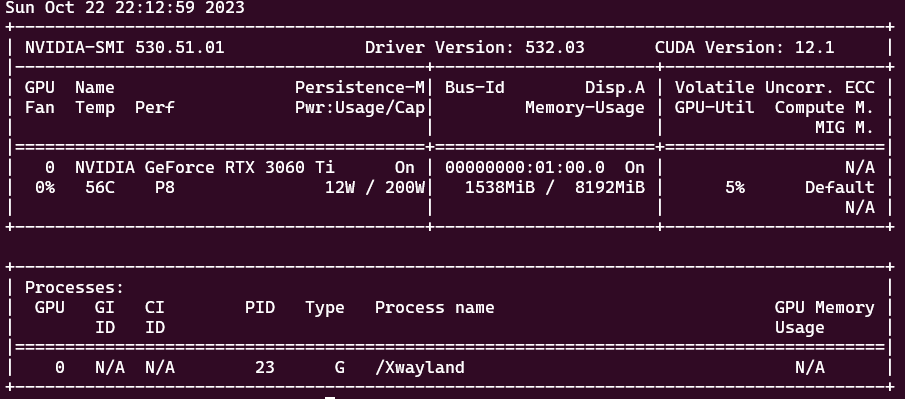 Sun Oct 22 22:12:59 2023
+---------------------------------------------------------------------------------------+
| NVIDIA-SMI 530.51.01              Driver Version: 532.03       CUDA Version: 12.1     |
|-----------------------------------------+----------------------+----------------------+
| GPU  Name                  Persistence-M| Bus-Id        Disp.A | Volatile Uncorr. ECC |
| Fan  Temp  Perf            Pwr:Usage/Cap|         Memory-Usage | GPU-Util  Compute M. |
|                                         |                      |               MIG M. |
|=========================================+======================+======================|
|   0  NVIDIA GeForce RTX 3060 Ti      On | 00000000:01:00.0  On |                  N/A |
| 0%   56C    P8               12W / 200W|   1538MiB /  8192MiB |      5%      Default |
|                                         |                      |                  N/A |
+-----------------------------------------+----------------------+----------------------+

+---------------------------------------------------------------------------------------+
| Processes:                                                                            |
|  GPU   GI   CI        PID   Type   Process name                            GPU Memory |
|        ID   ID                                                             Usage      |
|=======================================================================================|
|    0   N/A  N/A        23      G   /Xwayland                                 N/A      |
+---------------------------------------------------------------------------------------+